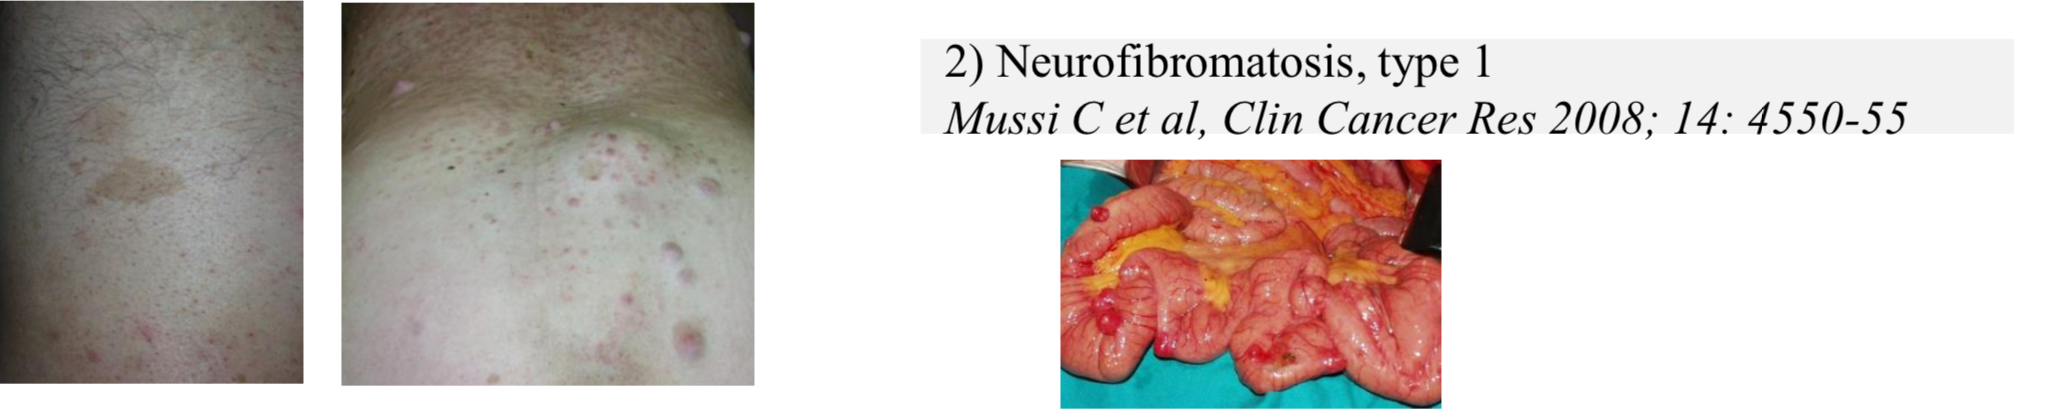 2) Neurofibromatosis, type 1
Mussi C et al, Clin Cancer Res 2008; 14: 4550-55